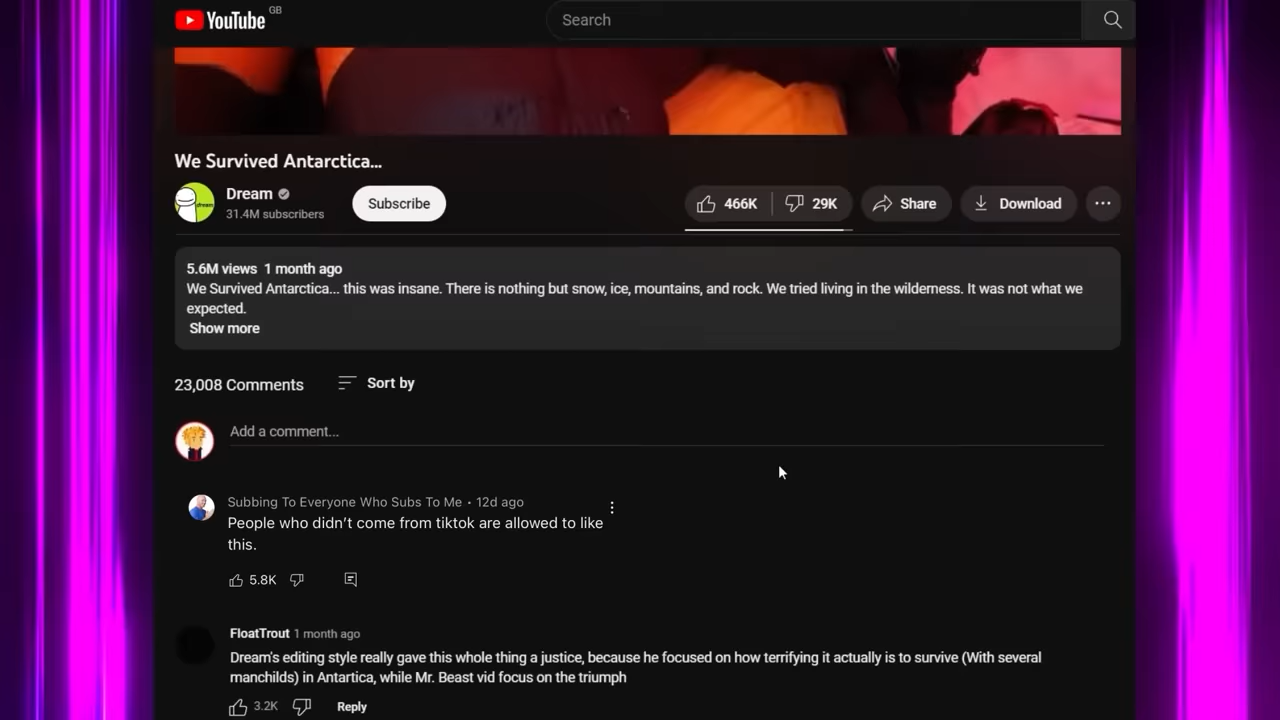 YouTube GB
Search
We Survived Antarctica...
Dream
31.4M subscribers
Subscribe
466K
29K
Share
Download
5.6M views 1 month ago
We Survived Antarctica... this was insane. There is nothing but snow, ice, mountains, and rock. We tried living in the wilderness. It was not what we
expected.
Show more
23,008 Comments
Sort by
Add a comment...
Subbing To Everyone Who Subs To Me • 12d ago
People who didn’t come from tiktok are allowed to like
this.
5.8K
FloatTrout 1 month ago
Dream's editing style really gave this whole thing a justice, because he focused on how terrifying it actually is to survive (With several
manchilds) in Antartica, while Mr. Beast vid focus on the triumph
3.2K
Reply